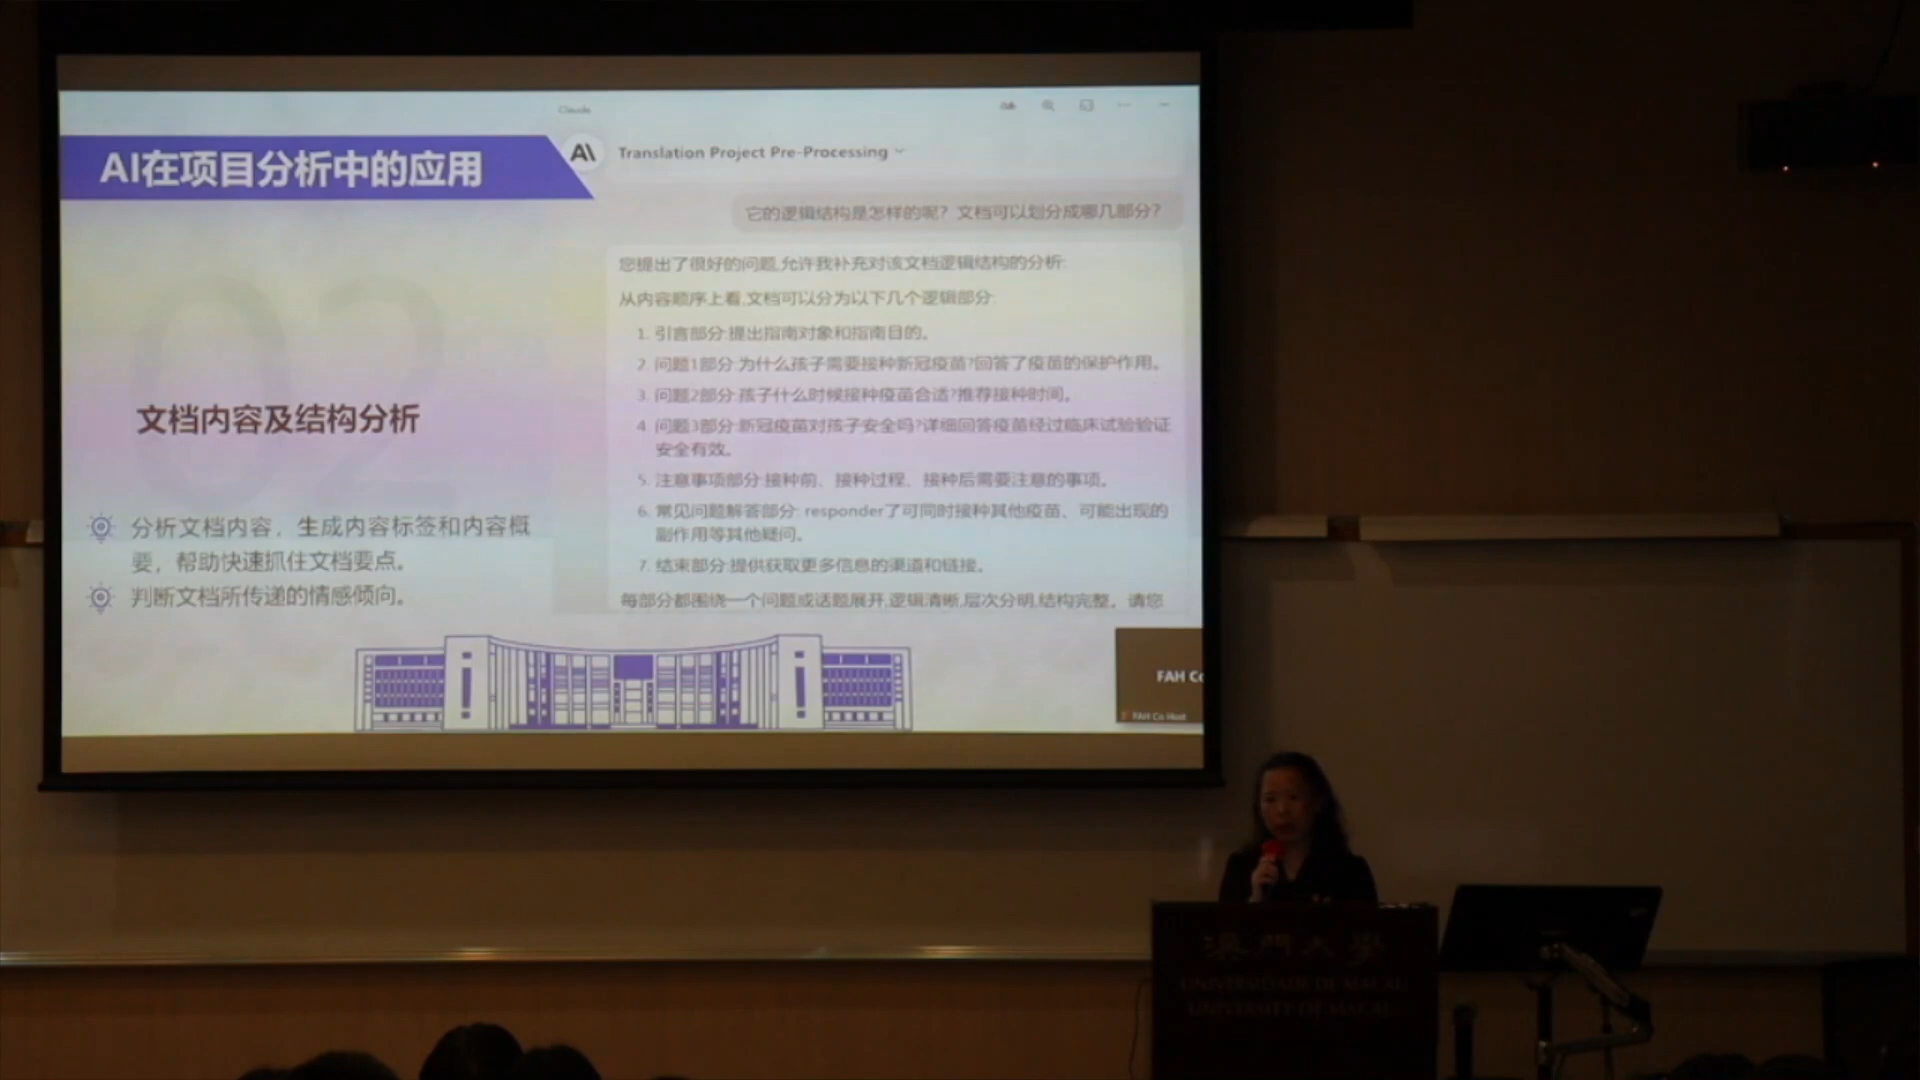 Claude
AI在项目分析中的应用
Translation Project Pre-Processing
它的逻辑结构是怎样的呢？文档可以划分成哪几部分？
您提出了很好的问题,允许我补充对该文档逻辑结构的分析:
从内容顺序上看,文档可以分为以下几个逻辑部分:
1. 引言部分:提出指南对象和指南目的。
2. 问题1部分:为什么孩子需要接种新冠疫苗?回答了疫苗的保护作用。
3. 问题2部分:孩子什么时候接种疫苗合适?推荐接种时间。
4. 问题3部分:新冠疫苗对孩子安全吗?详细回答疫苗经过临床试验验证
安全有效。
5. 注意事项部分:接种前、接种过程、接种后需要注意的事项。
6. 常见问题解答部分: responder了可同时接种其他疫苗、可能出现的
副作用等其他疑问。
7. 结束部分:提供获取更多信息的渠道和链接。
每部分都围绕一个问题或话题展开,逻辑清晰,层次分明,结构完整。请您
02
文档内容及结构分析
分析文档内容，生成内容标签和内容概
要，帮助快速抓住文档要点。
判断文档所传递的情感倾向。
FAH Co
FAH Co-Host
澳門大學
UNIVERSIDADE DE MACAU
UNIVERSITY OF MACAU